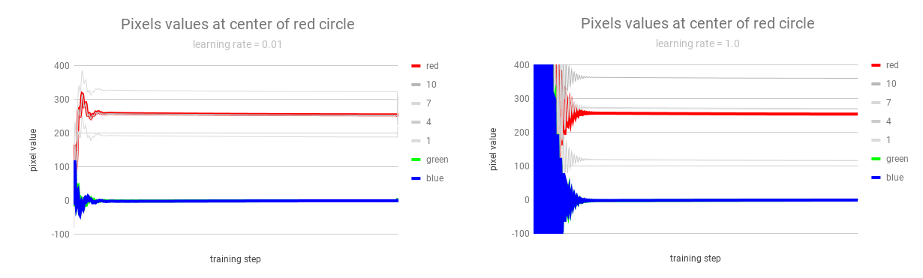 Pixels values at center of red circle
learning rate = 0.01
400
300
200
100
0
-100
pixel value
training step
red
10
7
4
1
green
blue
Pixels values at center of red circle
learning rate = 1.0
400
300
200
100
0
-100
pixel value
training step
red
10
7
4
1
green
blue